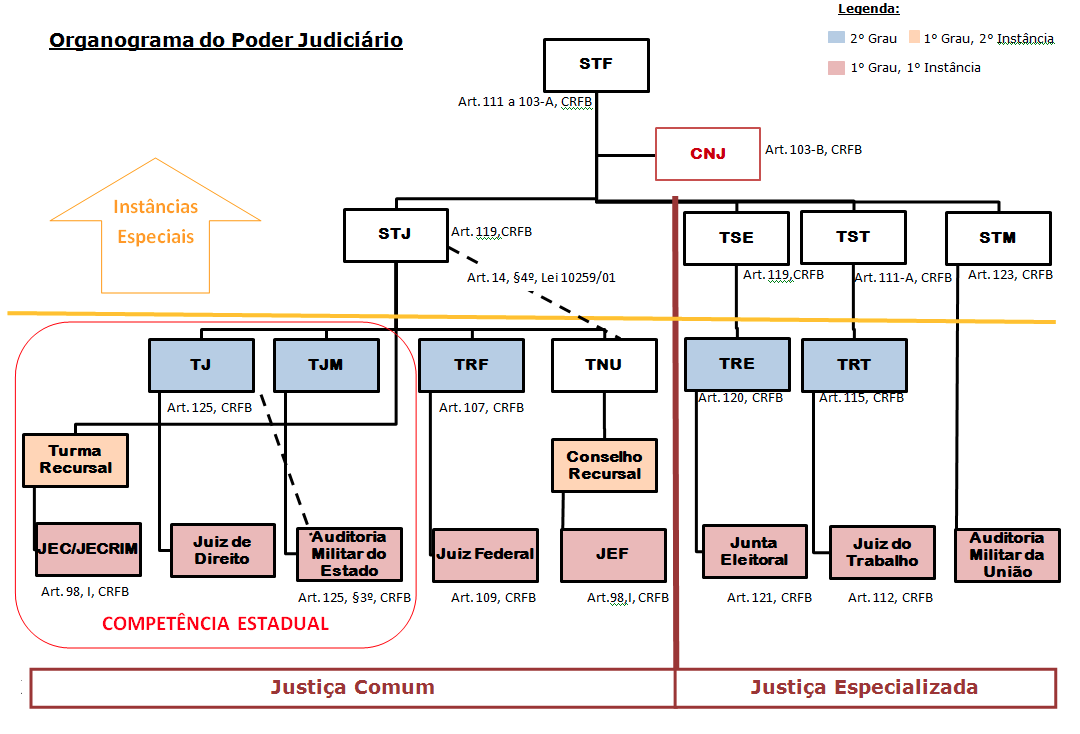 Legenda:
Organograma do Poder Judiciário
2° Grau
1° Grau, 2° Instância
1° Grau, 1° Instância
STF
Art. 111 a 103-A, CRFB
CNJ
Art. 103-B, CRFB
Instâncias
Especiais
STJ
Art. 119,CRFB
Art. 14, §4º, Lei 10259/01
TSE
Art. 119,CRFB
TST
Art. 111-A, CRFB
STM
Art. 123, CRFB
TJ
Art. 125, CRFB
TJM
TRF
Art. 107, CRFB
TNU
TRE
Art. 120, CRFB
TRT
Art. 115, CRFB
Turma
Recursal
Conselho
Recursal
JEC/JECRIM
Art. 98, I, CRFB
Juiz de
Direito
Auditoria
Militar do
Estado
Art. 125, §3º, CRFB
Juiz Federal
Art. 109, CRFB
JEF
Art.98,I, CRFB
Junta
Eleitoral
Art. 121, CRFB
Juiz do
Trabalho
Art. 112, CRFB
Auditoria
Militar da
União
COMPETÊNCIA ESTADUAL
Justiça Comum
Justiça Especializada